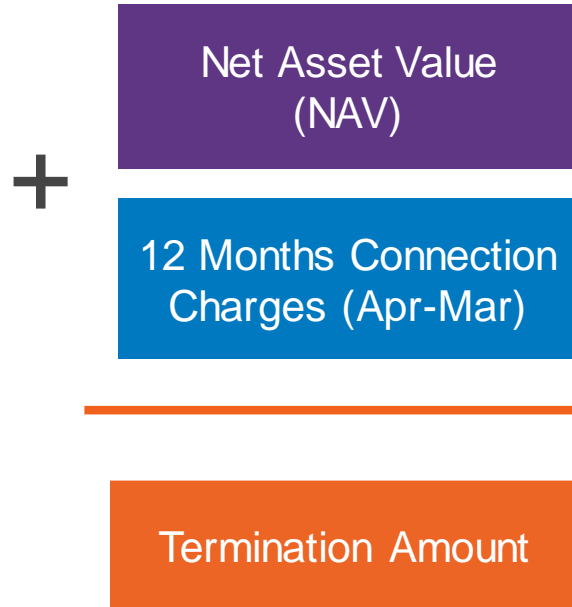 Net Asset Value
(NAV)
+
12 Months Connection
Charges (Apr-Mar)
Termination Amount